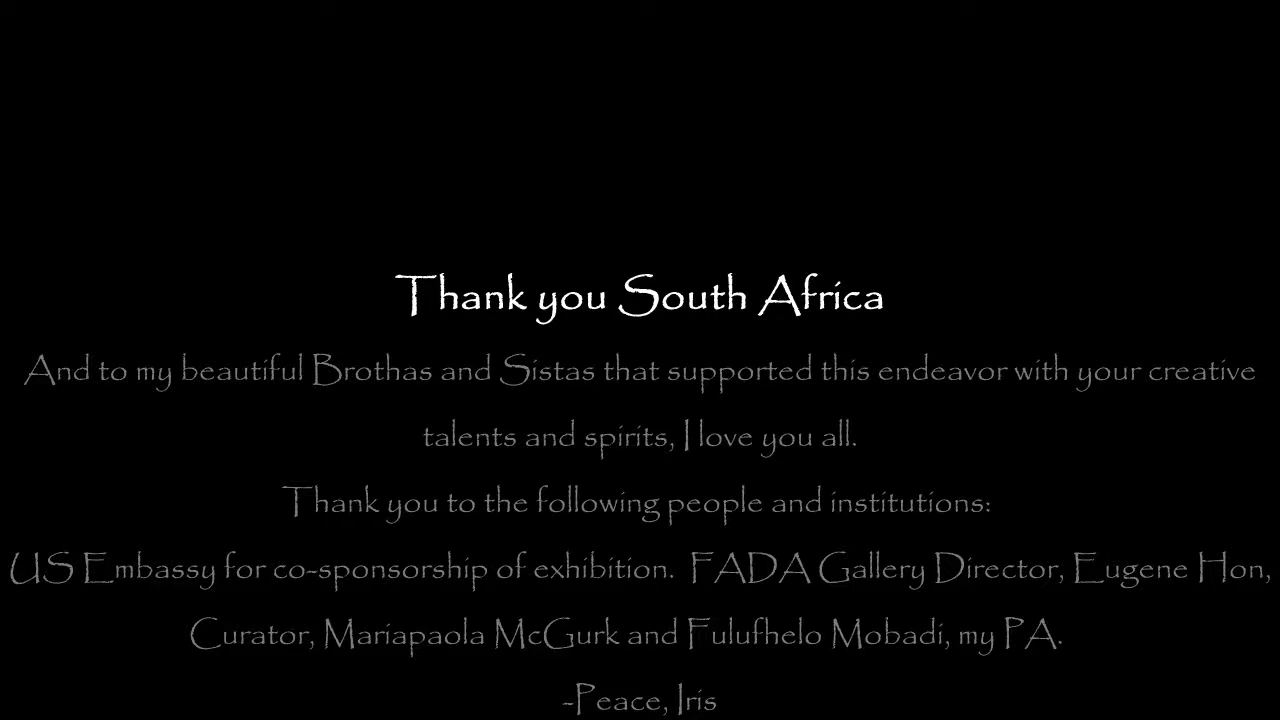 Thank you South Africa
And to my beautiful Brothas and Sistas that supported this endeavor with your creative
talents and spirits, I love you all.
Thank you to the following people and institutions:
US Embassy for co-sponsorship of exhibition. FADA Gallery Director, Eugene Hon,
Curator, Mariapaola McGurk and Fulufhelo Mobadi, my PA.
-Peace, Iris